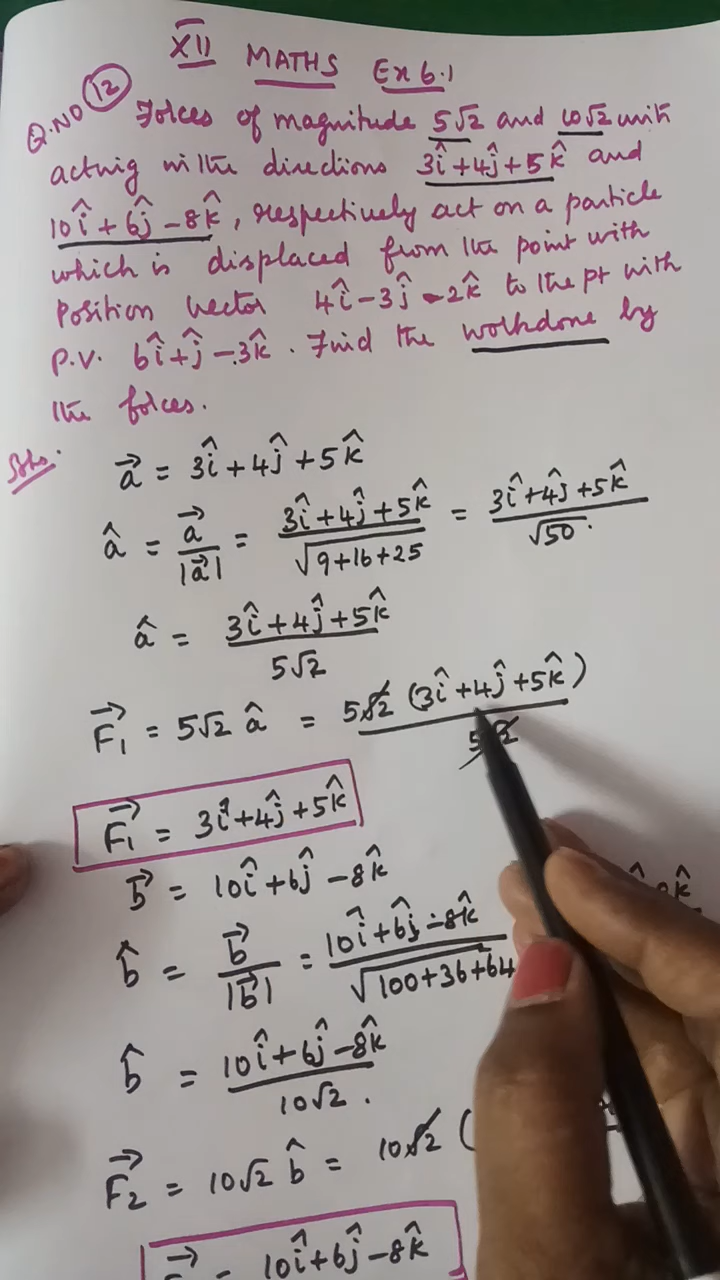 XII MATHS Ex 6.1
Q.NO 12 Forces of magnitude 5√2 and 10√2 units
acting in the directions 3î+4ĵ+5k̂ and
10î+6ĵ-8k̂, respectively act on a particle
which is displaced from the point with
Position vector 4î-3ĵ-2k̂ to the pt with
P.V. 6î+ĵ-3k̂. Find the workdone by
the forces.
Soln.
a⃗ = 3î+4ĵ+5k̂
â = a⃗/|a⃗| = (3î+4ĵ+5k̂)/√(9+16+25) = (3î+4ĵ+5k̂)/√50.
â = (3î+4ĵ+5k̂)/5√2
F₁⃗ = 5√2 â = 5√2 (3î+4ĵ+5k̂)/5√2
F₁⃗ = 3î+4ĵ+5k̂
b⃗ = 10î+6ĵ-8k̂
b̂ = b⃗/|b⃗| = (10î+6ĵ-8k̂)/√(100+36+64
b̂ = (10î+6ĵ-8k̂)/10√2.
F₂⃗ = 10√2 b̂ = 10√2 (
= 10î+6ĵ-8k̂